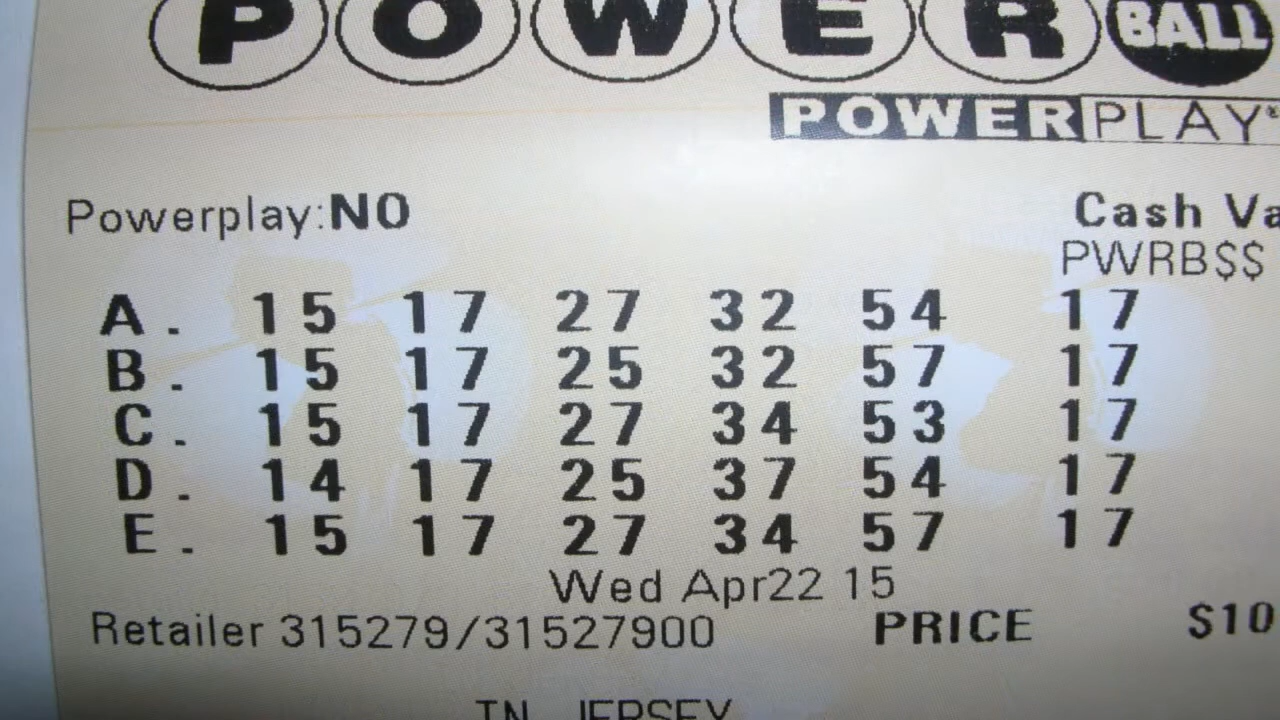 POWER BALL
POWERPLAY
Powerplay:NO Cash
PWRB$$
A. 15 17 27 32 54 17
B. 15 17 25 32 57 17
C. 15 17 27 34 53 17
D. 14 17 25 37 54 17
E. 15 17 27 34 57 17
Wed Apr22 15
Retailer 315279/31527900 PRICE $10
JERSEY